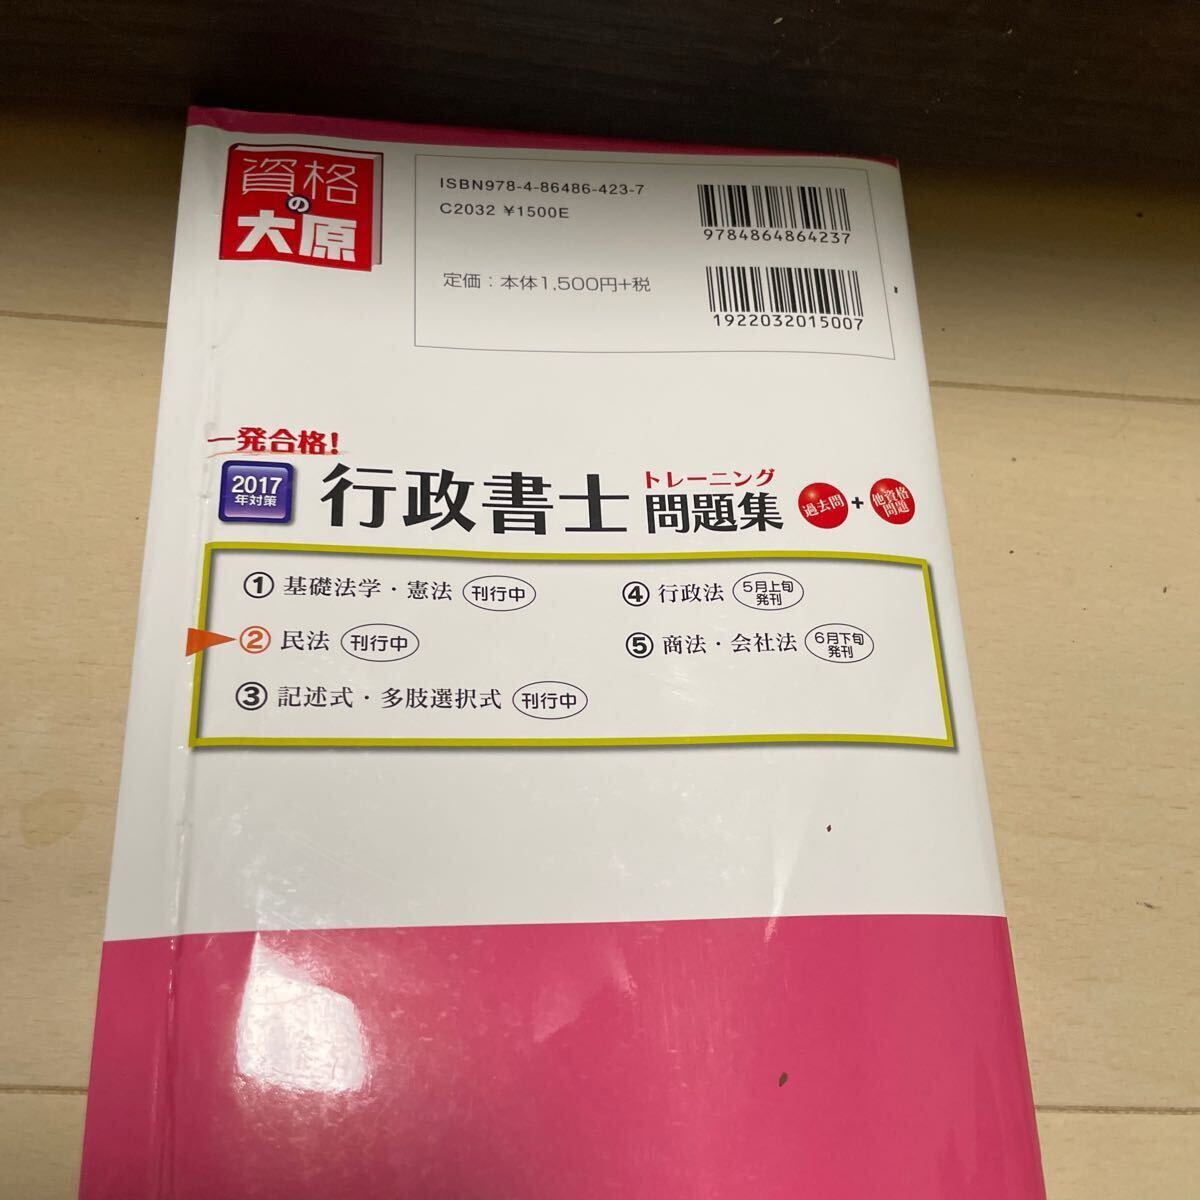 資格
の
大原
ISBN978-4-86486-423-7
C2032 ¥1500E
定価：本体1,500円+税
9784864864237
1922032015007
一発合格！
2017
年対策
行政書士
トレーニング
問題集
過去問
+
他資格
問題
① 基礎法学・憲法 刊行中
② 民法 刊行中
③ 記述式・多肢選択式 刊行中
④ 行政法 5月上旬
発刊
⑤ 商法・会社法 6月下旬
発刊